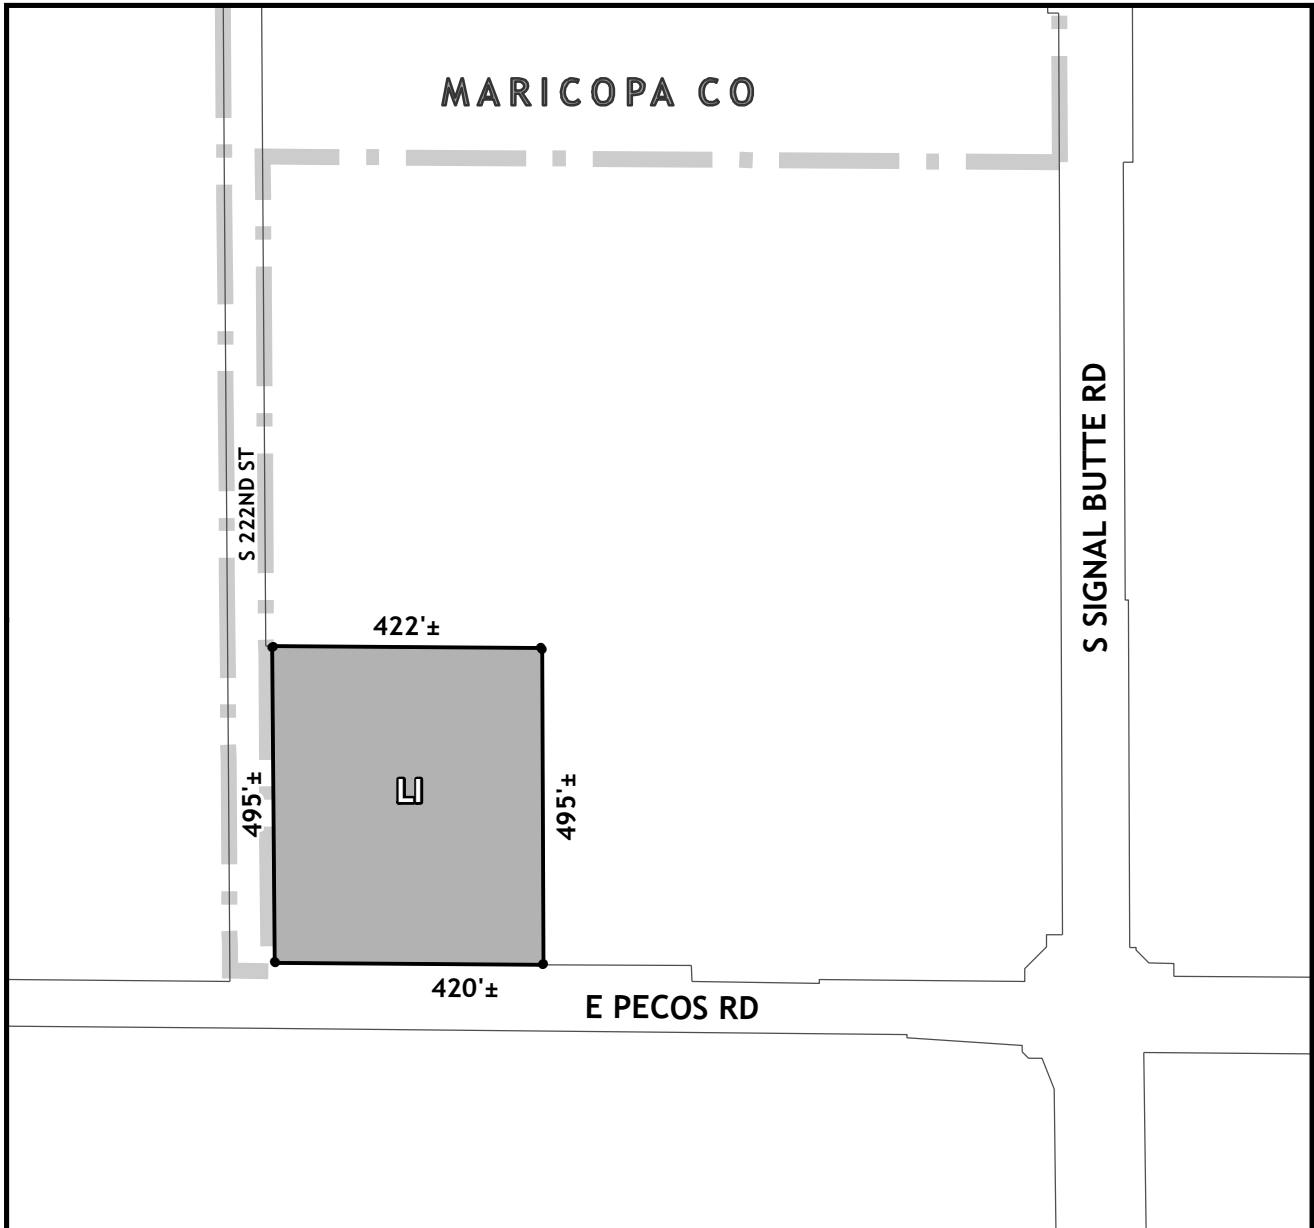 MARICOPA CO
S SIGNAL BUTTE RD
S 222ND ST
422'±
495'±
LI
495'±
420'±
E PECOS RD